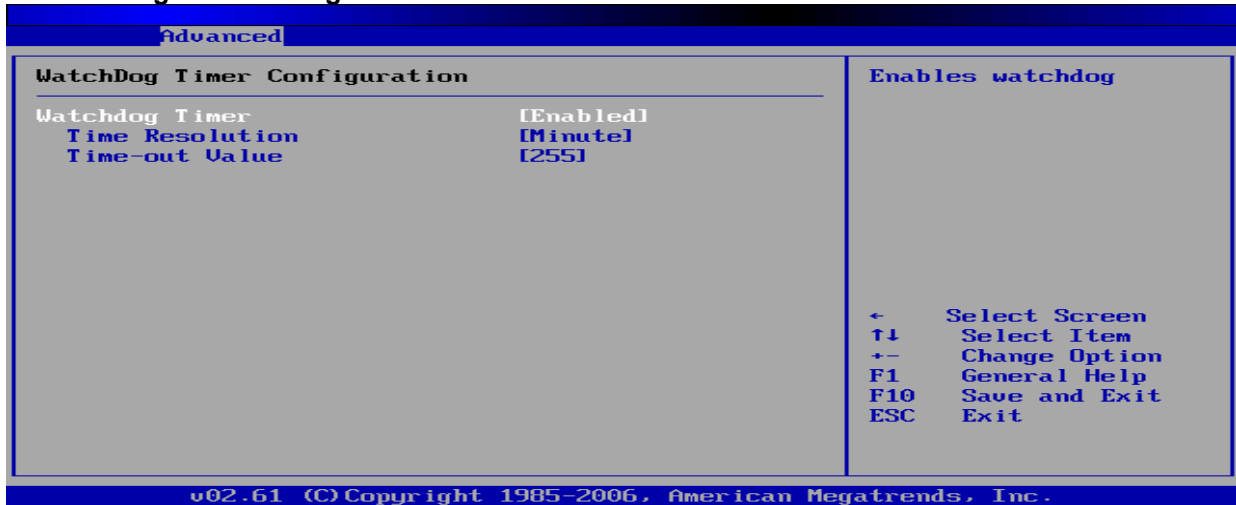 Advanced
WatchDog Timer Configuration
Enables watchdog
Watchdog Timer [Enabled]
Time Resolution [Minute]
Time-out Value [255]
← Select Screen
↑↓ Select Item
+- Change Option
F1 General Help
F10 Save and Exit
ESC Exit
v02.61 (C)Copyright 1985-2006, American Megatrends, Inc.